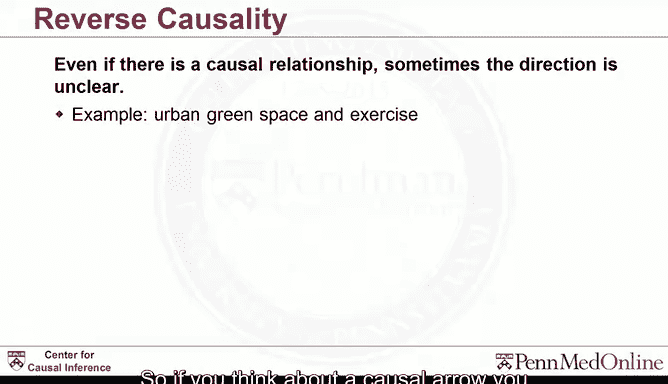 Reverse Causality
Even if there is a causal relationship, sometimes the direction is
unclear.
Example: urban green space and exercise
Perelman
Center for
Causal Inference
PennMedOnline
So if you think about a causal arrow you